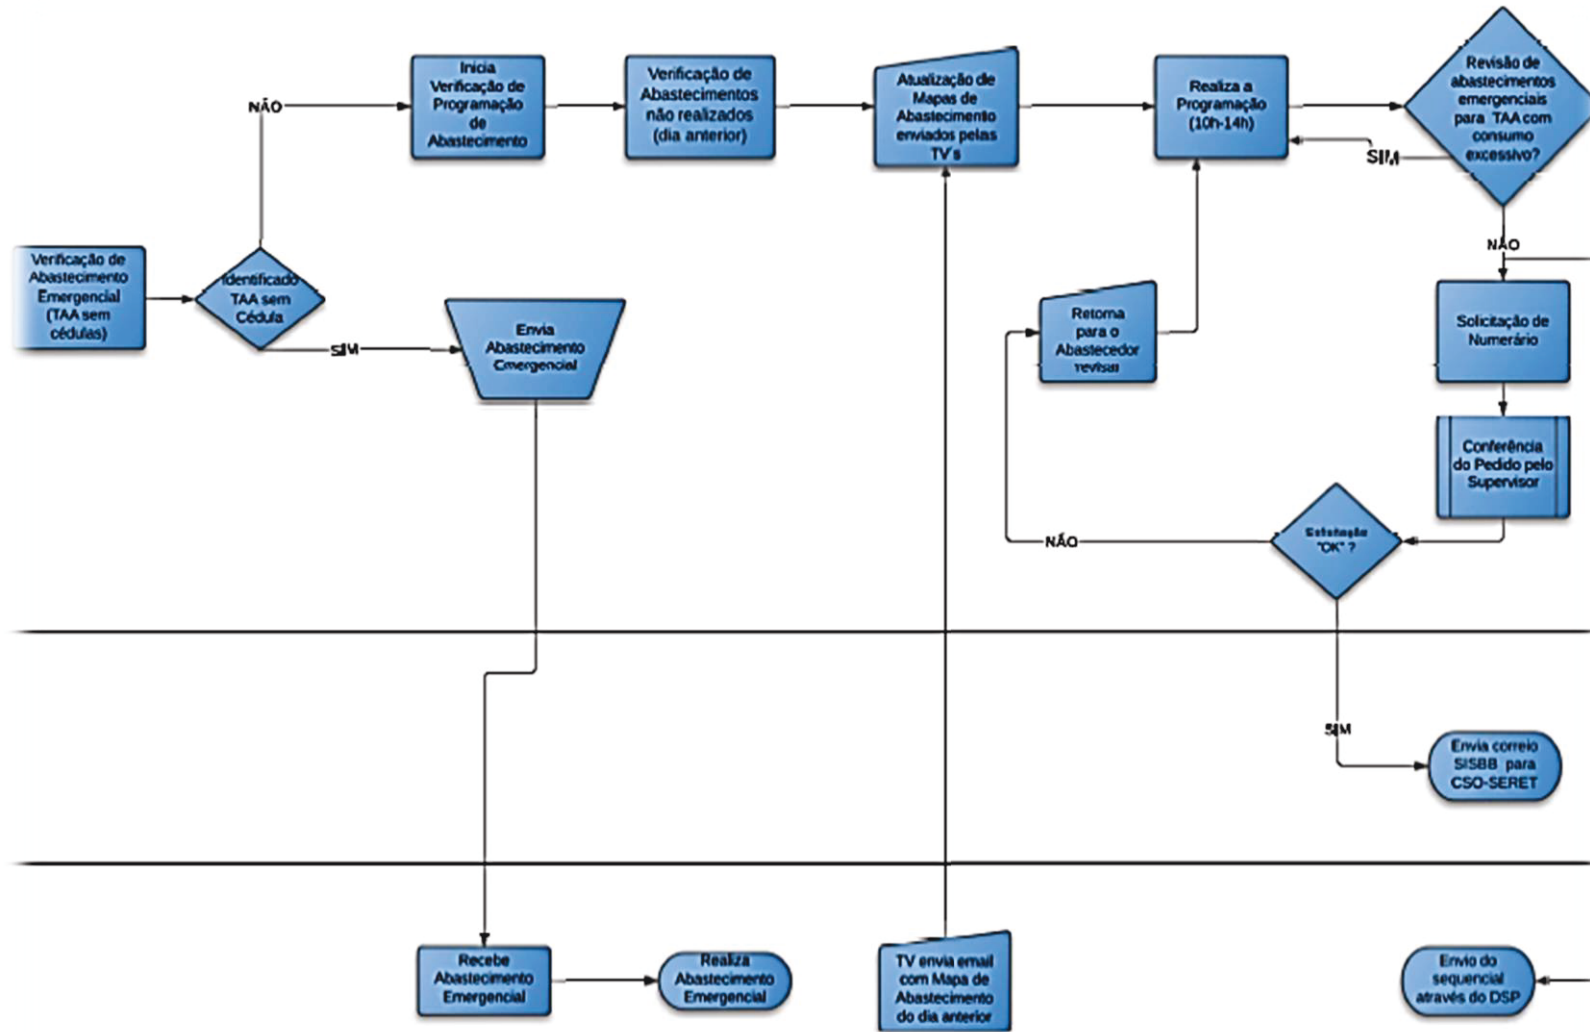 Inicia
Verificação de
Programação
de
Abastecimento
Verificação de
Abastecimentos
não realizados
(dia anterior)
Atualização de
Mapas de
Abastecimento
enviados pelas
TV's
Realiza a
Programação
(10h-14h)
Revisão de
abastecimentos
emergenciais
para TAA com
consumo
excessivo?
NÃO
SIM
NÃO
Verificação de
Abastecimento
Emergencial
(TAA sem
cédulas)
Identificado
TAA sem
Cédula
SIM
Envia
Abastecimento
Emergencial
Retorna
para o
Abastecedor
revisar
Solicitação de
Numerário
Conferência
do Pedido pelo
Supervisor
"OK" ?
NÃO
SIM
Envia correio
SISBB para
CSO-SERET
Recebe
Abastecimento
Emergencial
Realiza
Abastecimento
Emergencial
TV envia email
com Mapa de
Abastecimento
do dia anterior
Envio do
sequencial
através do DSP